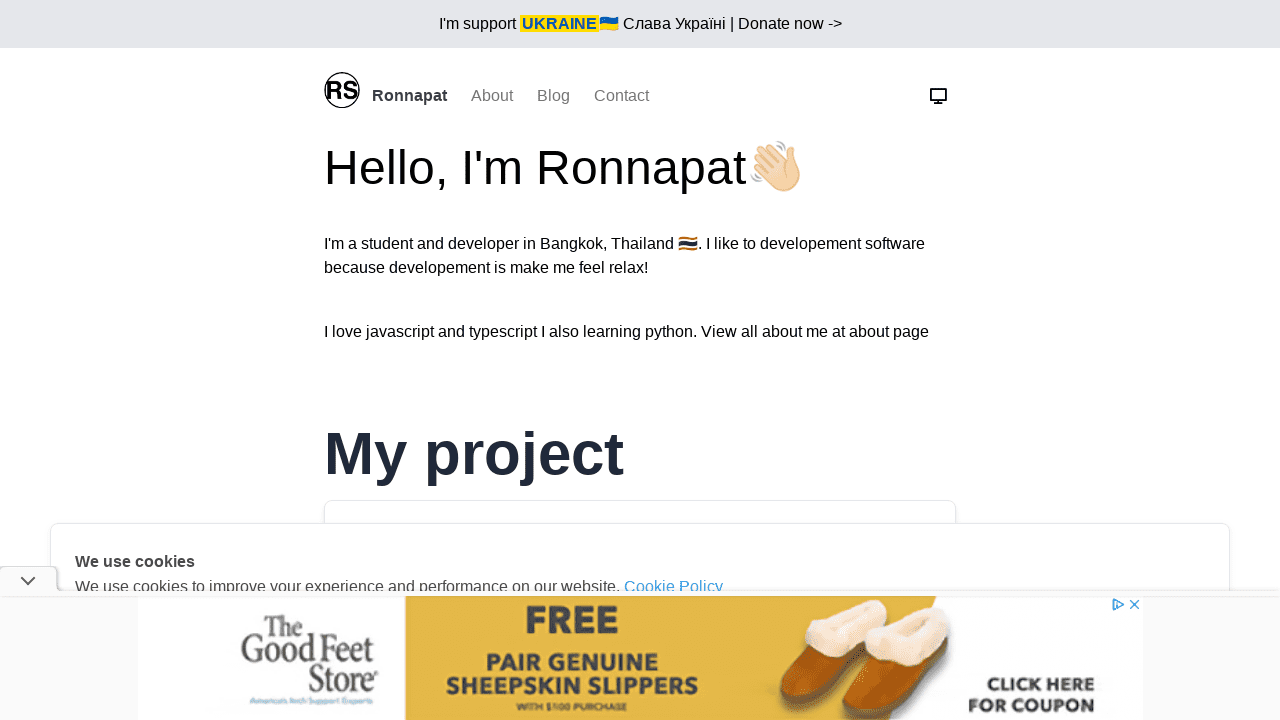 I'm support UKRAINE🇺🇦 Слава Україні | Donate now ->
RS Ronnapat About Blog Contact
Hello, I'm Ronnapat👋🏻
I'm a student and developer in Bangkok, Thailand 🇹🇭. I like to developement software
because developement is make me feel relax!
I love javascript and typescript I also learning python. View all about me at about page
My project
We use cookies
We use cookies to improve your experience and performance on our website. Cookie Policy
The
Good Feet
Store
America's Arch Support Experts
FREE
PAIR GENUINE
SHEEPSKIN SLIPPERS
WITH $100 PURCHASE
CLICK HERE
FOR COUPON